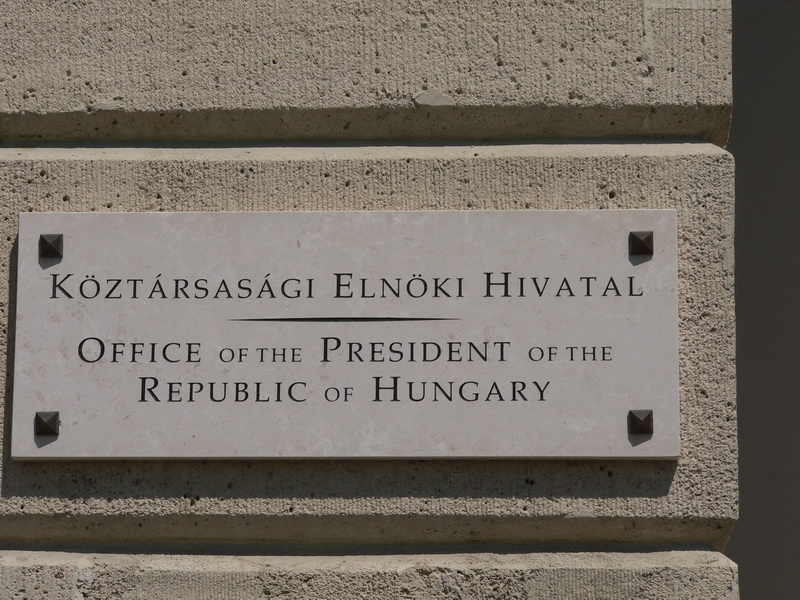 Köztársasági Elnöki Hivatal
Office of the President of the
Republic of Hungary